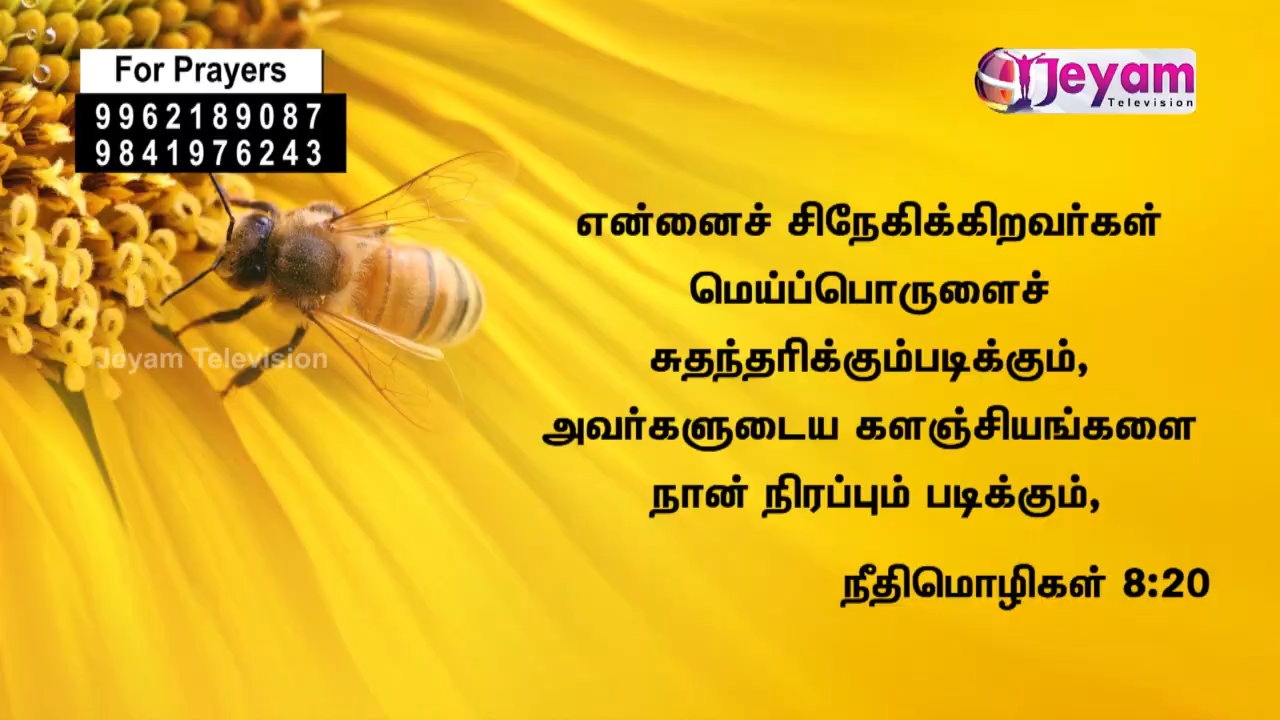 For Prayers
9962189087
9841976243
Jeyam
Television
என்னைச் சிநேகிக்கிறவர்கள்
மெய்ப்பொருளைச்
சுதந்தரிக்கும்படிக்கும்,
Jeyam Television
அவர்களுடைய களஞ்சியங்களை
நான் நிரப்பும் படிக்கும்,
நீதிமொழிகள் 8:20